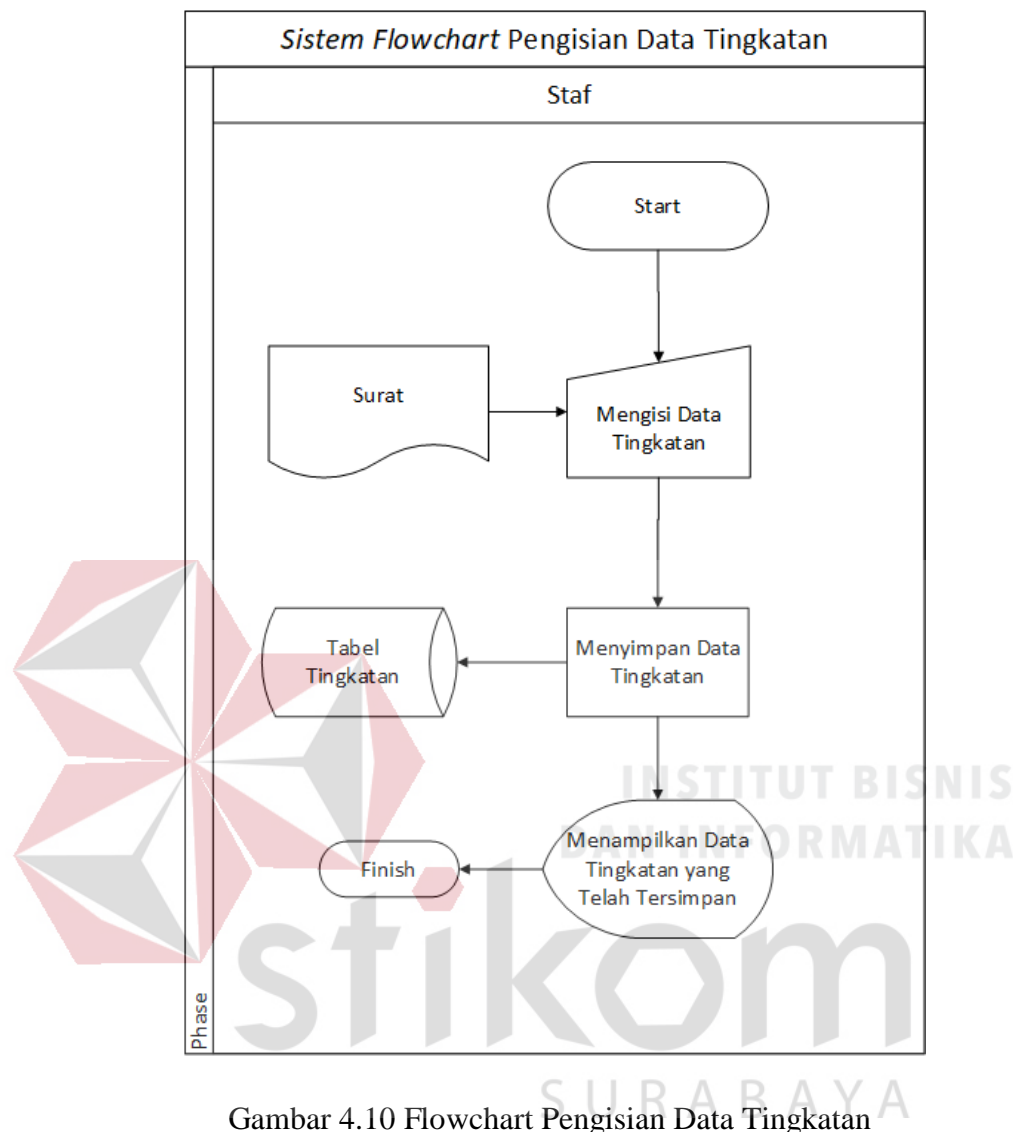 Sistem Flowchart Pengisian Data Tingkatan
Staf
Start
Surat
Mengisi Data
Tingkatan
Tabel
Tingkatan
Menyimpan Data
Tingkatan
INSTITUT BISNIS
DAN INFORMATIKA
Menampilkan Data
Tingkatan yang
Telah Tersimpan
Finish
stikom
Phase
SURABAYA
Gambar 4.10 Flowchart Pengisian Data Tingkatan